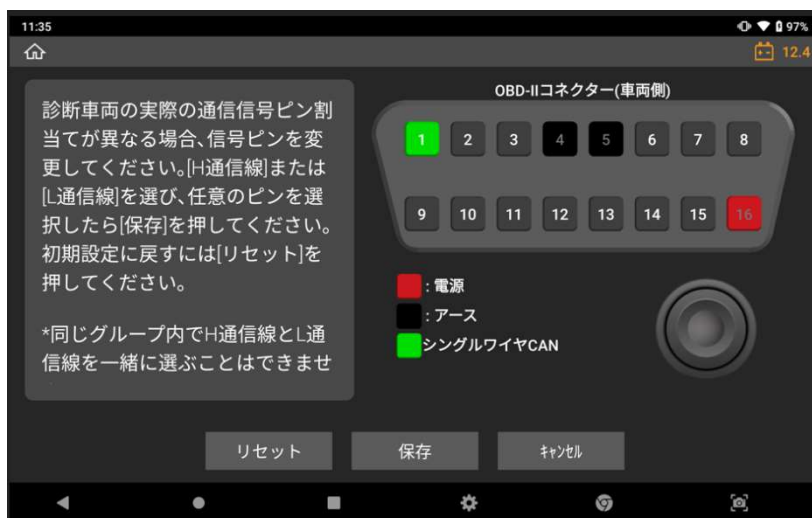 11:35
97%
12.4
診断車両の実際の通信信号ピン割
当てが異なる場合、信号ピンを変
更してください。[H通信線]または
[L通信線]を選び、任意のピンを選
択したら[保存]を押してください。
初期設定に戻すには[リセット]を
押してください。
*同じグループ内でH通信線とL通
信線を一緒に選ぶことはできませ
OBD-IIコネクター(車両側)
1 2 3 4 5 6 7 8
9 10 11 12 13 14 15 16
: 電源
: アース
シングルワイヤCAN
リセット 保存 ｷｬﾝｾﾙ